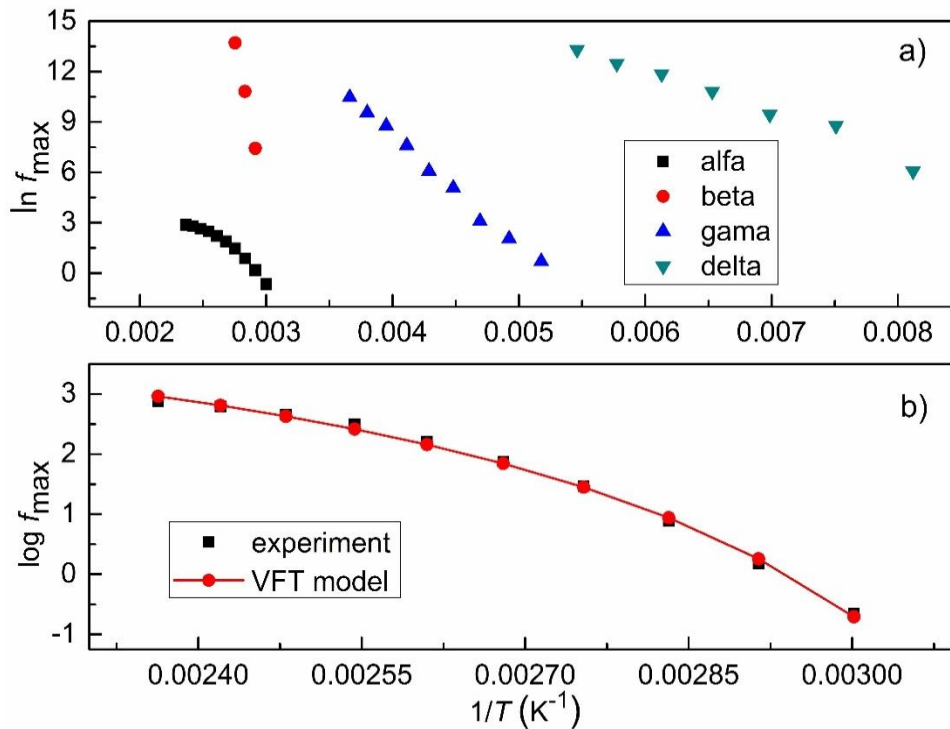 15
12
9
6
3
0
ln f max
a)
alfa
beta
gama
delta
0.002 0.003 0.004 0.005 0.006 0.007 0.008
3
2
1
0
-1
log f max
b)
experiment
VFT model
0.00240 0.00255 0.00270 0.00285 0.00300
1/T (K⁻¹)